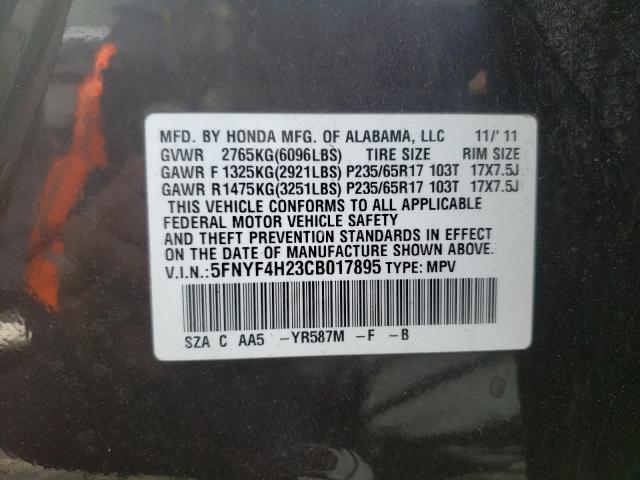 MFD. BY HONDA MFG. OF ALABAMA, LLC 11/'11
GVWR 2765KG(6096LBS) TIRE SIZE RIM SIZE
GAWR F 1325KG(2921LBS) P235/65R17 103T 17X7.5J
GAWR R1475KG(3251LBS) P235/65R17 103T 17X7.5J
THIS VEHICLE CONFORMS TO ALL APPLICABLE
FEDERAL MOTOR VEHICLE SAFETY
AND THEFT PREVENTION STANDARDS IN EFFECT
ON THE DATE OF MANUFACTURE SHOWN ABOVE.
V.I.N.: 5FNYF4H23CB017895 TYPE: MPV
SZA C AA5 -YR587M -F -B